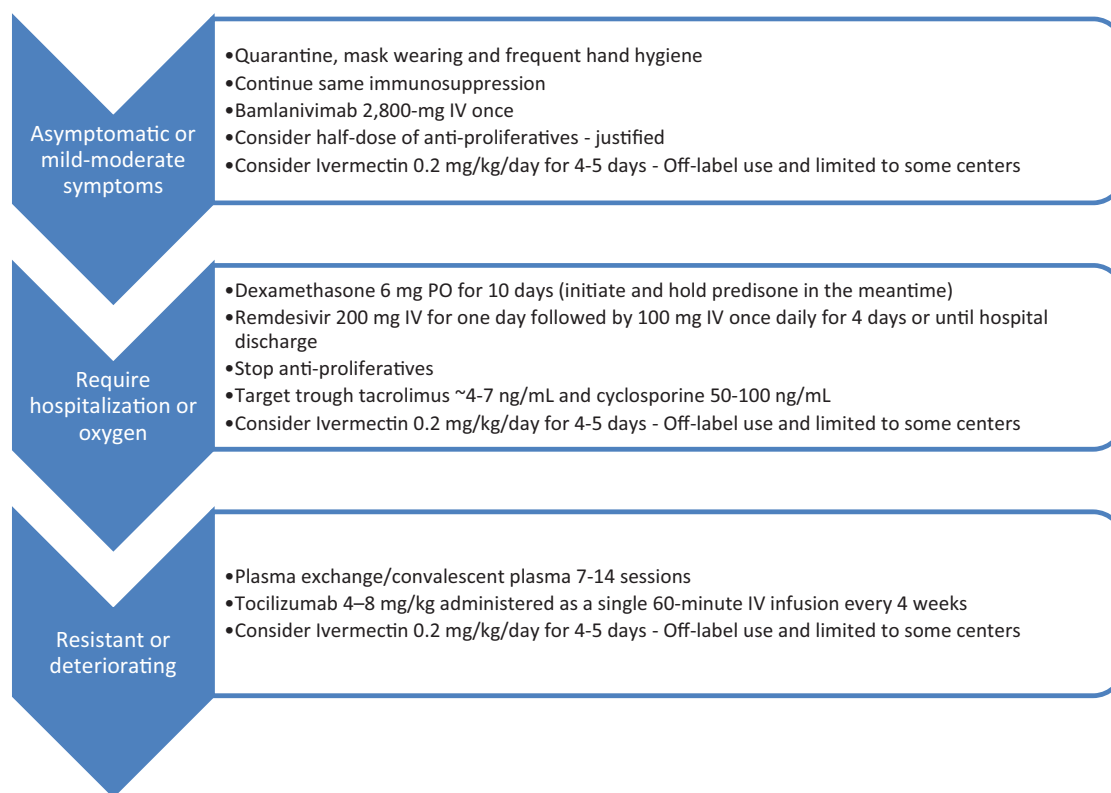 Asymptomatic or
mild-moderate
symptoms
•Quarantine, mask wearing and frequent hand hygiene
•Continue same immunosuppression
•Bamlanivimab 2,800-mg IV once
•Consider half-dose of anti-proliferatives - justified
•Consider Ivermectin 0.2 mg/kg/day for 4-5 days - Off-label use and limited to some centers
Require
hospitalization or
oxygen
•Dexamethasone 6 mg PO for 10 days (initiate and hold predisone in the meantime)
•Remdesivir 200 mg IV for one day followed by 100 mg IV once daily for 4 days or until hospital
discharge
•Stop anti-proliferatives
•Target trough tacrolimus ~4-7 ng/mL and cyclosporine 50-100 ng/mL
•Consider Ivermectin 0.2 mg/kg/day for 4-5 days - Off-label use and limited to some centers
Resistant or
deteriorating
•Plasma exchange/convalescent plasma 7-14 sessions
•Tocilizumab 4–8 mg/kg administered as a single 60-minute IV infusion every 4 weeks
•Consider Ivermectin 0.2 mg/kg/day for 4-5 days - Off-label use and limited to some centers